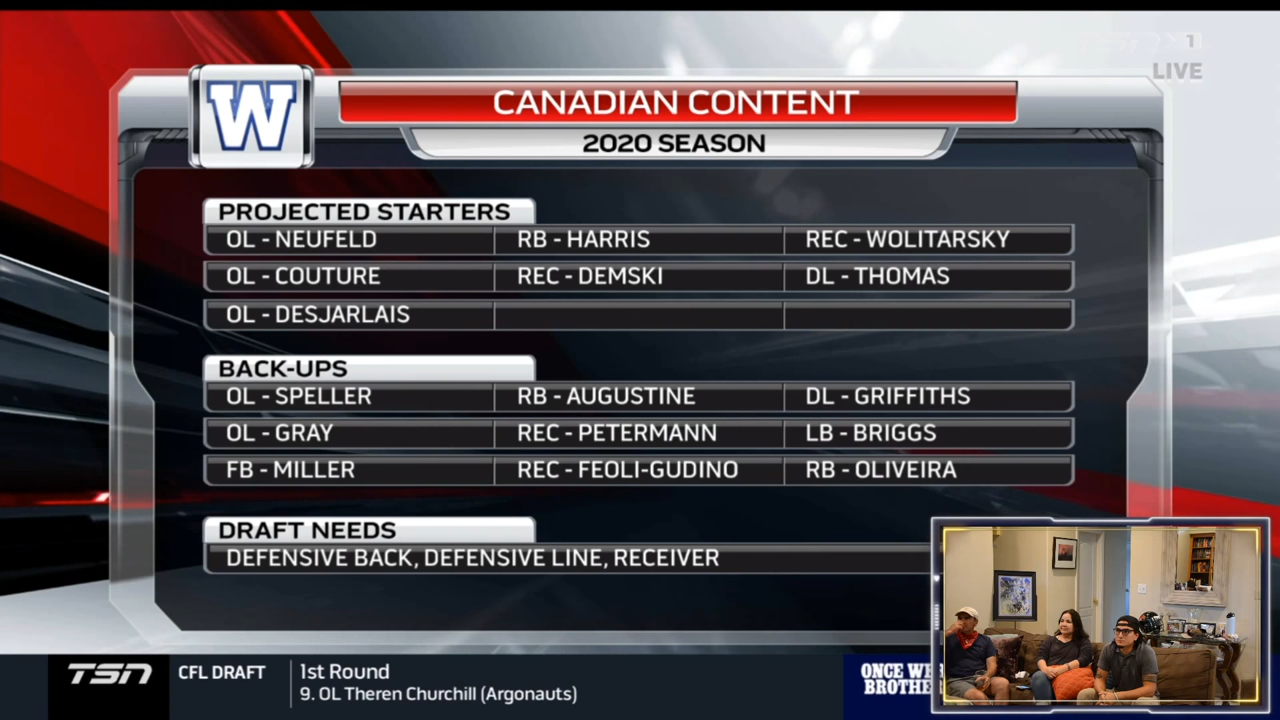 TSN 1
LIVE
W
CANADIAN CONTENT
2020 SEASON
PROJECTED STARTERS
OL - NEUFELD RB - HARRIS REC - WOLITARSKY
OL - COUTURE REC - DEMSKI DL - THOMAS
OL - DESJARLAIS
BACK-UPS
OL - SPELLER RB - AUGUSTINE DL - GRIFFITHS
OL - GRAY REC - PETERMANN LB - BRIGGS
FB - MILLER REC - FEOLI-GUDINO RB - OLIVEIRA
DRAFT NEEDS
DEFENSIVE BACK, DEFENSIVE LINE, RECEIVER
TSN CFL DRAFT 1st Round
9. OL Theren Churchill (Argonauts)
ONCE